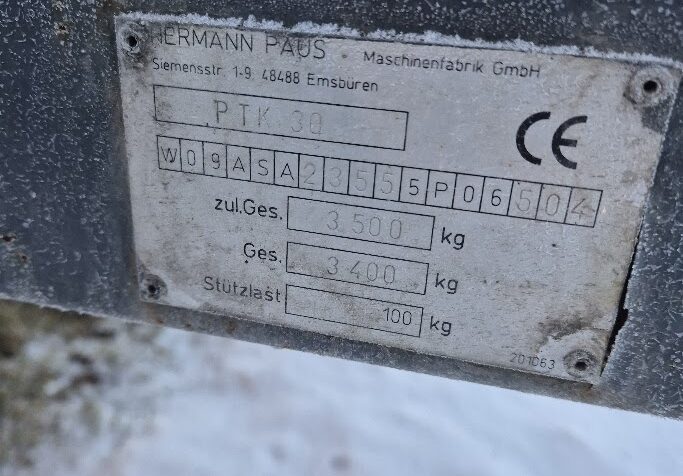 HERMANN PAUS Maschinenfabrik GmbH
Siemensstr. 1-9 48488 Emsbüren
PTK 30
CE
W09ASA23555P06504
zul.Ges. 3 500 kg
Ges. 3 400 kg
Stützlast 100 kg
201063